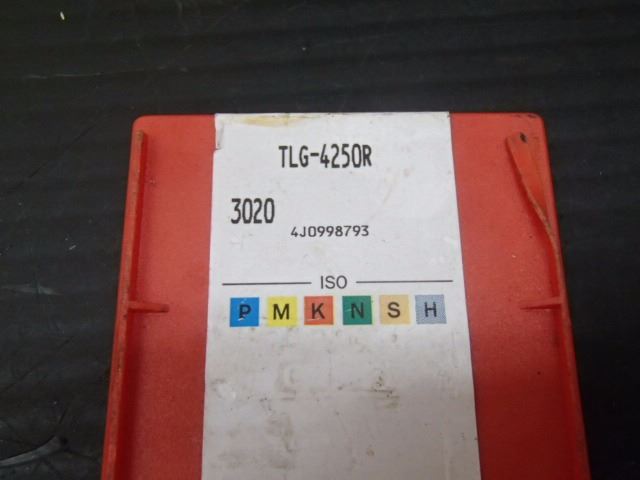 TLG-4250R
3020
4J0998793
ISO
P M K N S H